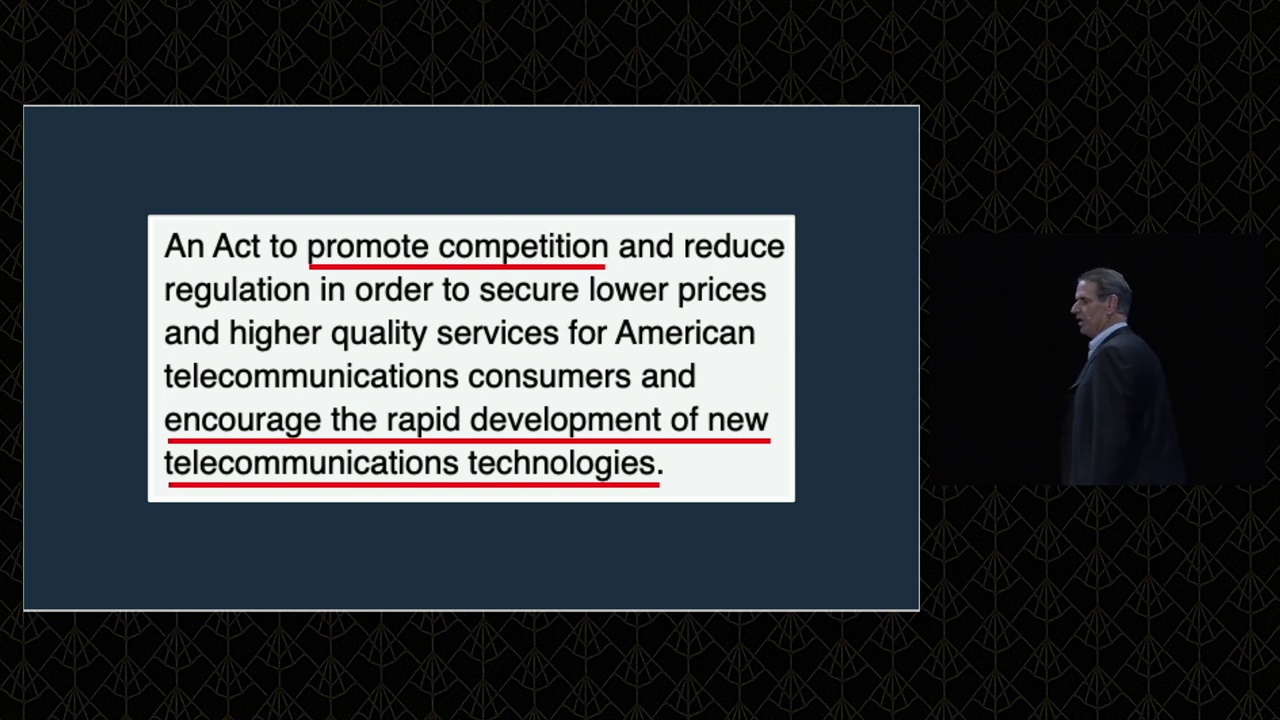 An Act to promote competition and reduce
regulation in order to secure lower prices
and higher quality services for American
telecommunications consumers and
encourage the rapid development of new
telecommunications technologies.